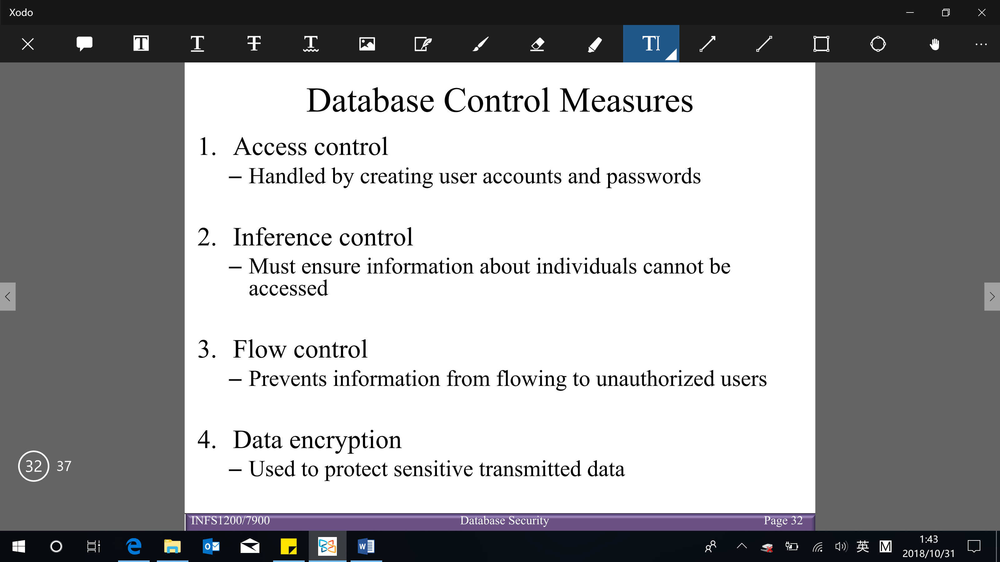 Xodo
Database Control Measures
1. Access control
– Handled by creating user accounts and passwords
2. Inference control
– Must ensure information about individuals cannot be
accessed
3. Flow control
– Prevents information from flowing to unauthorized users
4. Data encryption
– Used to protect sensitive transmitted data
32 37
INFS1200/7900 Database Security Page 32
英 M
1:43
2018/10/31